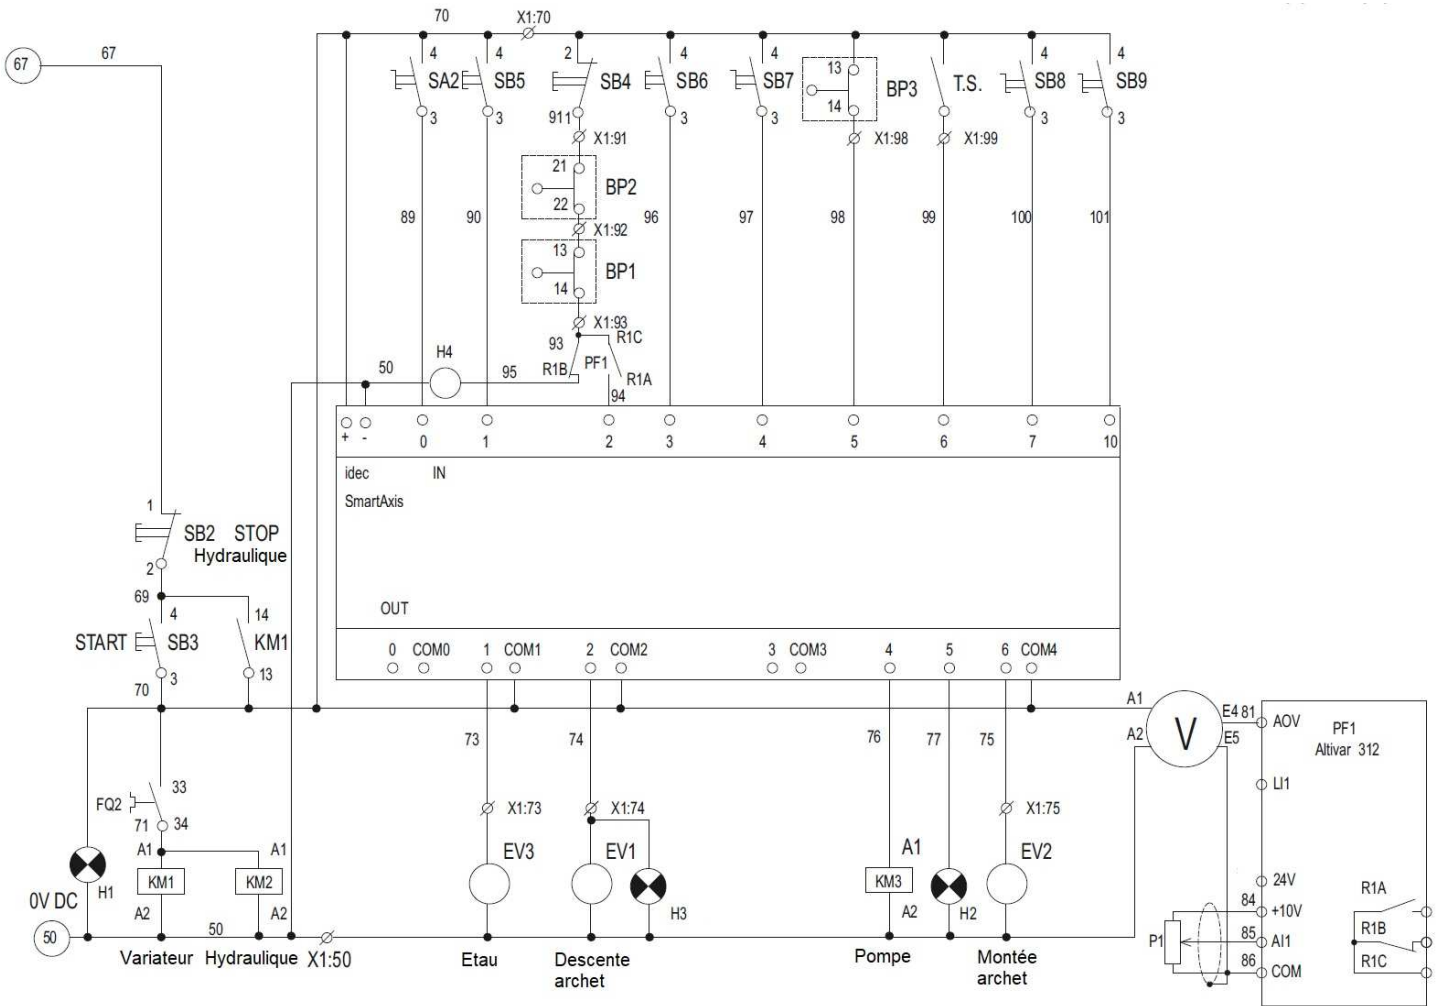 70 X1:70
67 67
4 4 2 4 4 13 4 4
SA2 SB5 SB4 SB6 SB7 BP3 T.S. SB8 SB9
3 3 911 3 3 14 3 3
X1:91 X1:98 X1:99
21 BP2
22
89 90 X1:92 96 97 98 99 100 101
13 BP1
14
X1:93
93 R1C
H4 R1B PF1 R1A
50 95 94
+ - 0 1 2 3 4 5 6 7 10
idec IN
SmartAxis
1
SB2 STOP
Hydraulique
2
69
4 14
START SB3 KM1
3 13
70
OUT
0 COM0 1 COM1 2 COM2 3 COM3 4 5 6 COM4
73 74 76 77 75
A1 A2 V E4 81 E5
AOV PF1
Altivar 312
LI1
FQ2 33
71 34
X1:73 X1:74 X1:75
A1 A1
H1 KM1 KM2 EV3 EV1 H3 A1 KM3 H2 EV2
A2 A2 A2
24V
84 +10V R1A
P1 85 AI1 R1B
86 COM R1C
0V DC
50 50
Variateur Hydraulique X1:50 Etau Descente
archet
Pompe Montée
archet